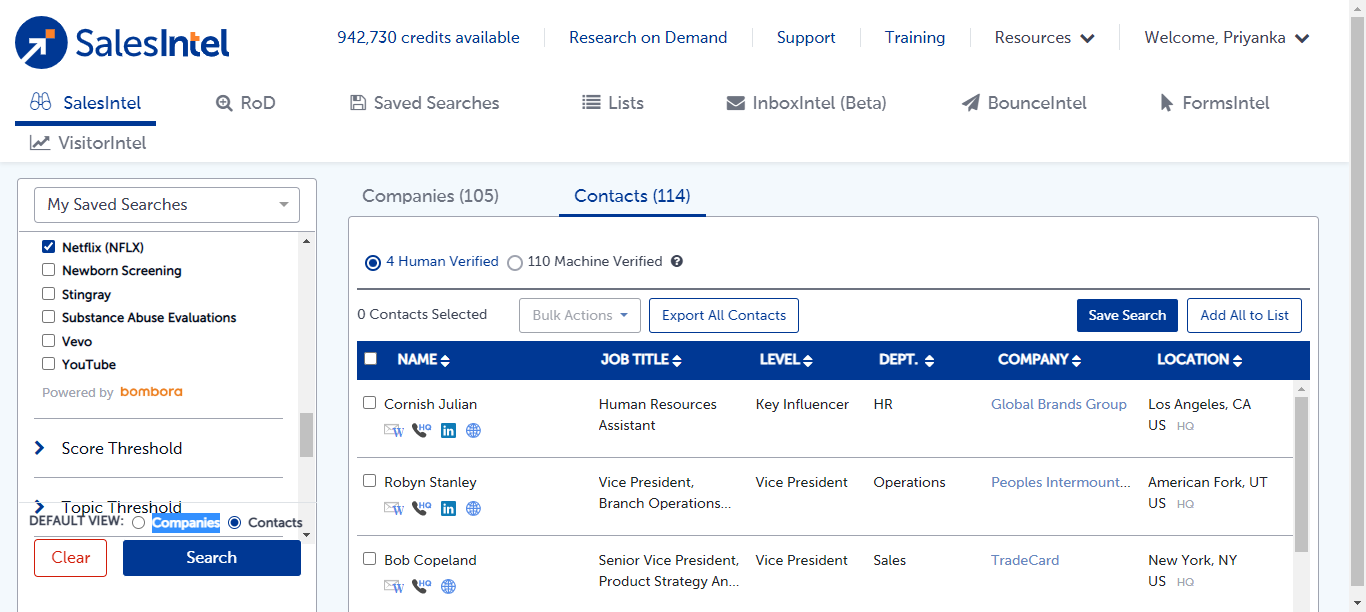 SalesIntel
942,730 credits available
Research on Demand
Support
Training
Resources
Welcome, Priyanka
SalesIntel
RoD
Saved Searches
Lists
InboxIntel (Beta)
BounceIntel
FormsIntel
VisitorIntel
My Saved Searches
Netflix (NFLX)
Newborn Screening
Stingray
Substance Abuse Evaluations
Vevo
YouTube
Powered by bombora
Score Threshold
Topic Threshold
DEFAULT VIEW: Companies Contacts
Clear
Search
Companies (105)
Contacts (114)
4 Human Verified
110 Machine Verified ?
0 Contacts Selected
Bulk Actions
Export All Contacts
Save Search
Add All to List
NAME JOB TITLE LEVEL DEPT. COMPANY LOCATION
Cornish Julian Human Resources Key Influencer HR Global Brands Group Los Angeles, CA
W HQ in Assistant US HQ
Robyn Stanley Vice President, Vice President Operations Peoples Intermount... American Fork, UT
W HQ in Branch Operations... US HQ
Bob Copeland Senior Vice President, Vice President Sales TradeCard New York, NY
W HQ Product Strategy An... US HQ